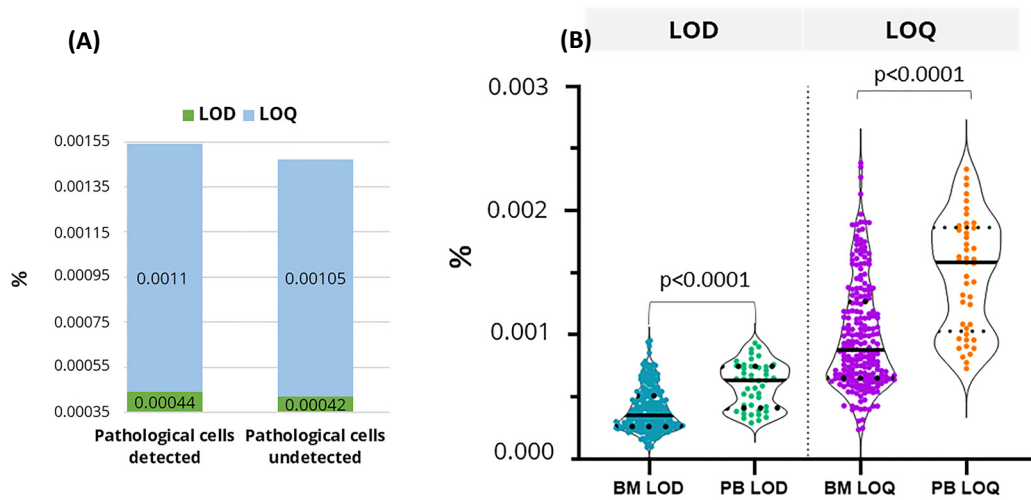 (A)
LOD LOQ
0.00155
0.00135
0.00115
0.00095
0.00075
0.00055
0.00035
%
0.0011
0.00105
0.00044
0.00042
Pathological cells
detected
Pathological cells
undetected
(B)
LOD
LOQ
p<0.0001
p<0.0001
0.003
0.002
0.001
0.000
%
BM LOD
PB LOD
BM LOQ
PB LOQ